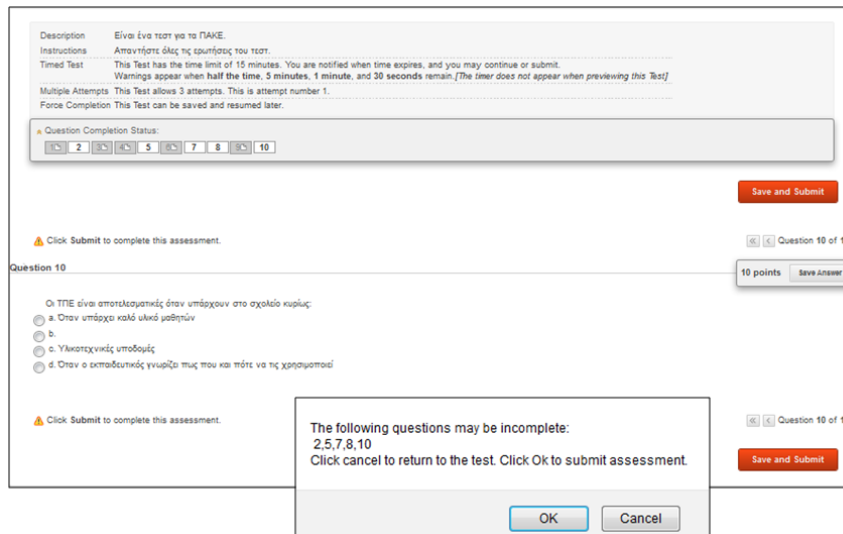 Description Είναι ένα τεστ για τα ΠΑΚΕ.
Instructions Απαντήστε όλες τις ερωτήσεις του τεστ.
Timed Test This Test has the time limit of 15 minutes. You are notified when time expires, and you may continue or submit.
Warnings appear when half the time, 5 minutes, 1 minute, and 30 seconds remain.[The timer does not appear when previewing this Test]
Multiple Attempts This Test allows 3 attempts. This is attempt number 1.
Force Completion This Test can be saved and resumed later.
Question Completion Status:
1 2 3 4 5 6 7 8 9 10
Save and Submit
Click Submit to complete this assessment.
Question 10 of 1
Question 10
10 points Save Answer
Οι ΤΠΕ είναι αποτελεσματικές όταν υπάρχουν στο σχολείο κυρίως:
a. Όταν υπάρχει καλό υλικό μαθητών
b.
c. Υλικοτεχνικές υποδομές
d. Όταν ο εκπαιδευτικός γνωρίζει πως που και πότε να τις χρησιμοποιεί
Click Submit to complete this assessment.
Question 10 of 1
Save and Submit
The following questions may be incomplete:
2,5,7,8,10
Click cancel to return to the test. Click Ok to submit assessment.
OK Cancel